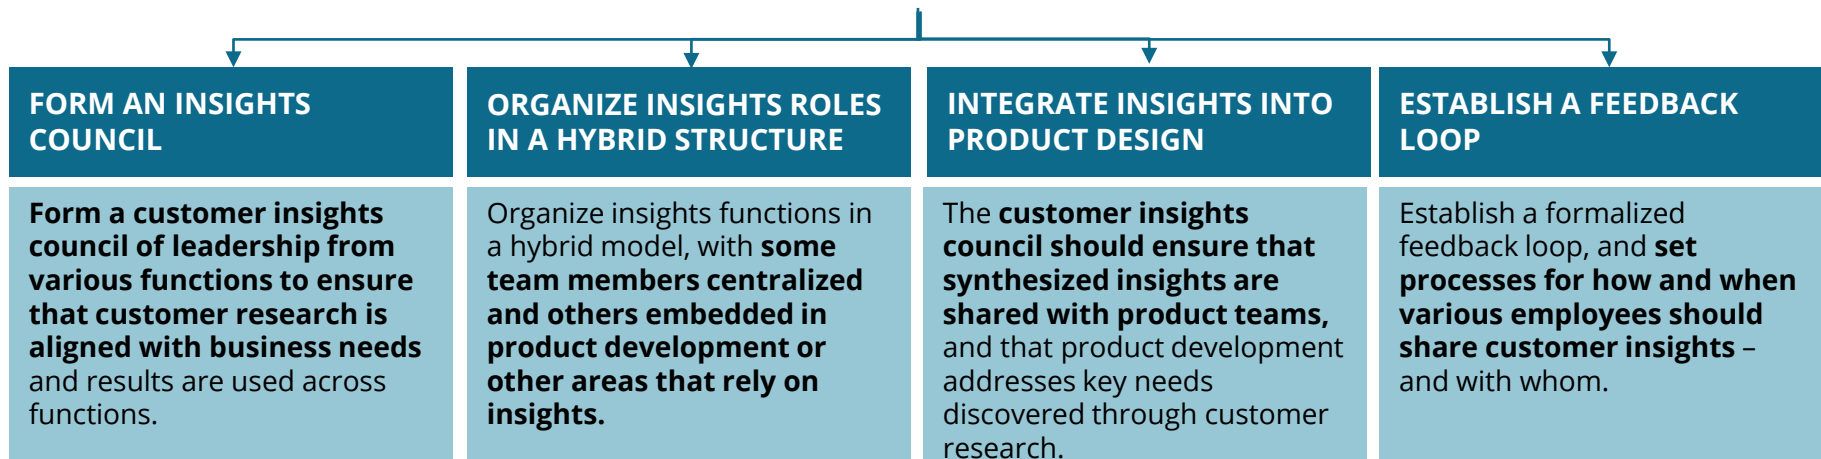 FORM AN INSIGHTS
COUNCIL
Form a customer insights
council of leadership from
various functions to ensure
that customer research is
aligned with business needs
and results are used across
functions.
ORGANIZE INSIGHTS ROLES
IN A HYBRID STRUCTURE
Organize insights functions in
a hybrid model, with some
team members centralized
and others embedded in
product development or
other areas that rely on
insights.
INTEGRATE INSIGHTS INTO
PRODUCT DESIGN
The customer insights
council should ensure that
synthesized insights are
shared with product teams,
and that product development
addresses key needs
discovered through customer
research.
ESTABLISH A FEEDBACK
LOOP
Establish a formalized
feedback loop, and set
processes for how and when
various employees should
share customer insights –
and with whom.